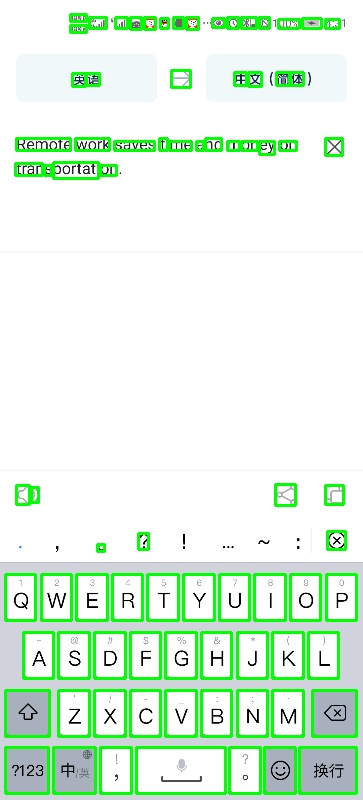 英语
中文 (简体)
Remote work saves time and money on
transportation.
. , 。 ? ! … ~ :
1 2 3 4 5 6 7 8 9 0
Q W E R T Y U I O P
~ @ # $ % & * ( )
A S D F G H J K L
Z X C V B N M
! ?
?123 中/英 , 。 换行